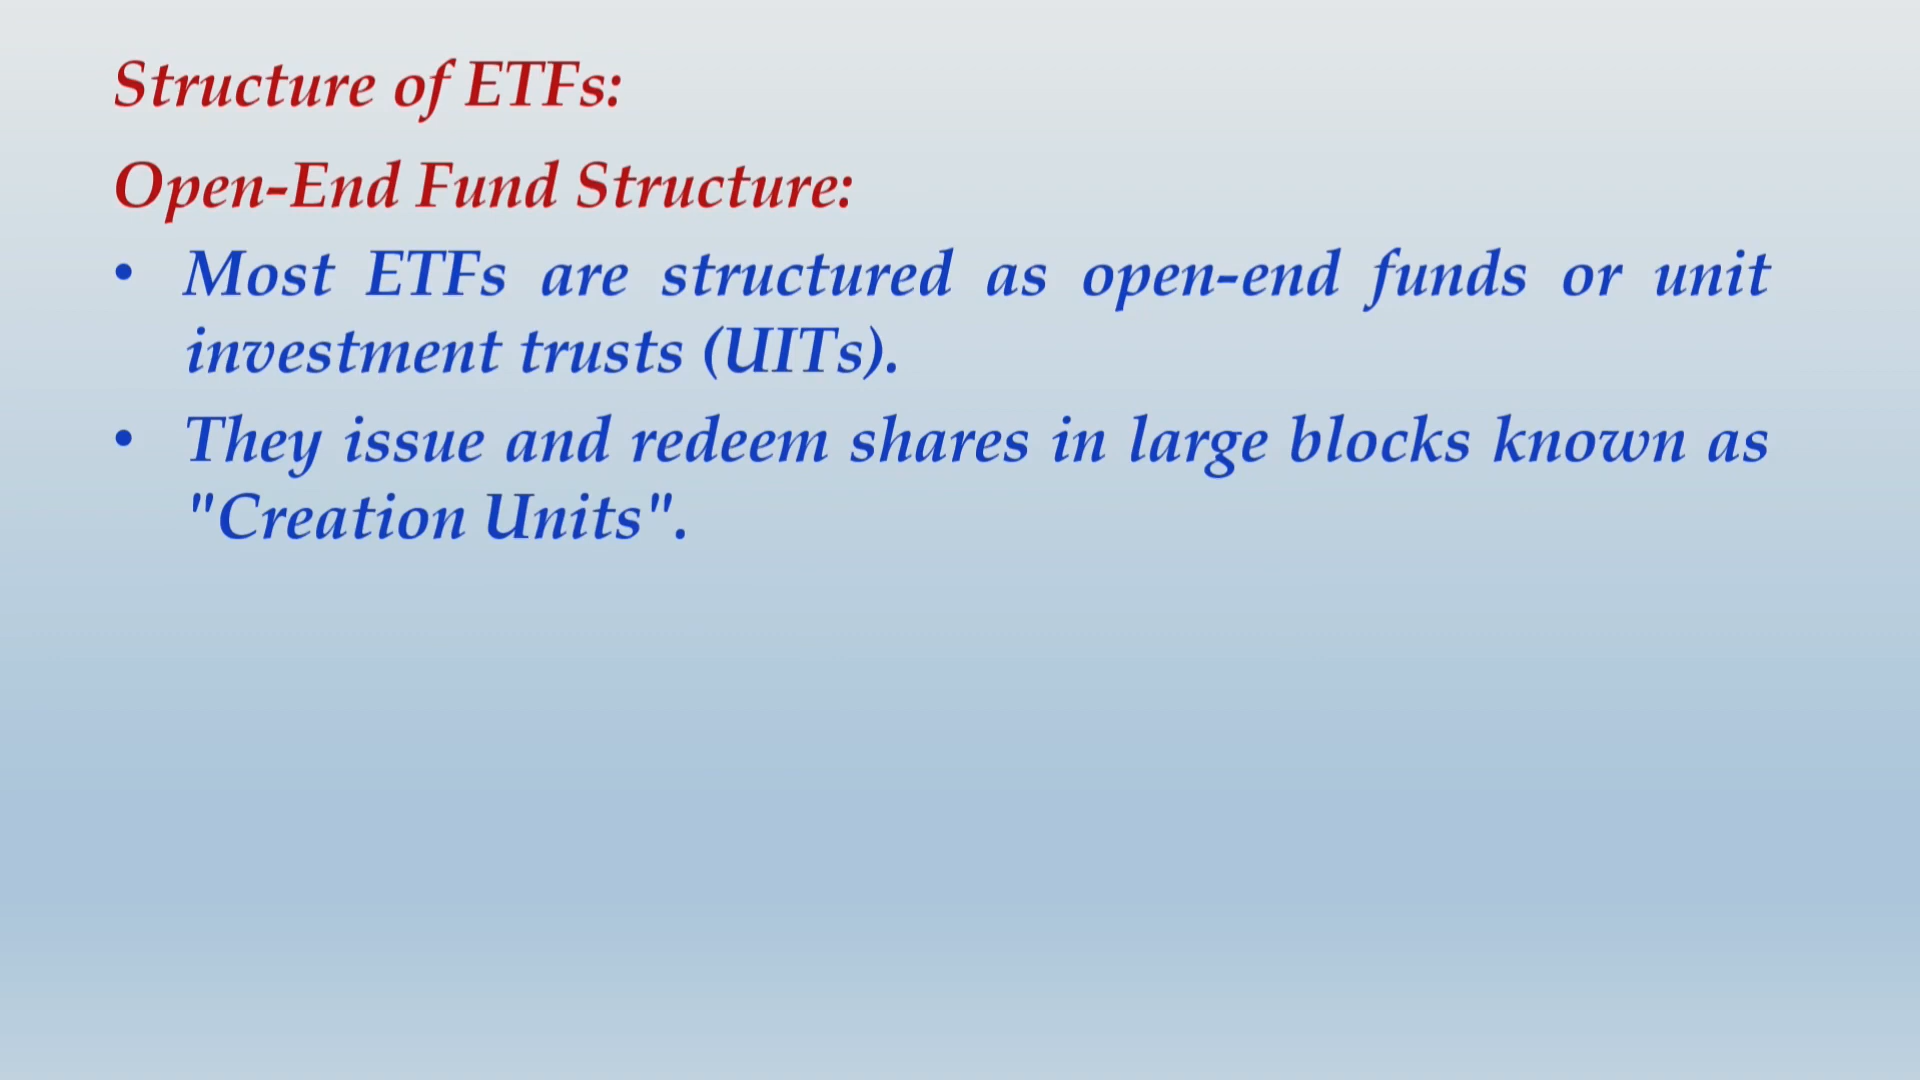 Structure of ETFs:
Open-End Fund Structure:
• Most ETFs are structured as open-end funds or unit
investment trusts (UITs).
• They issue and redeem shares in large blocks known as
"Creation Units".